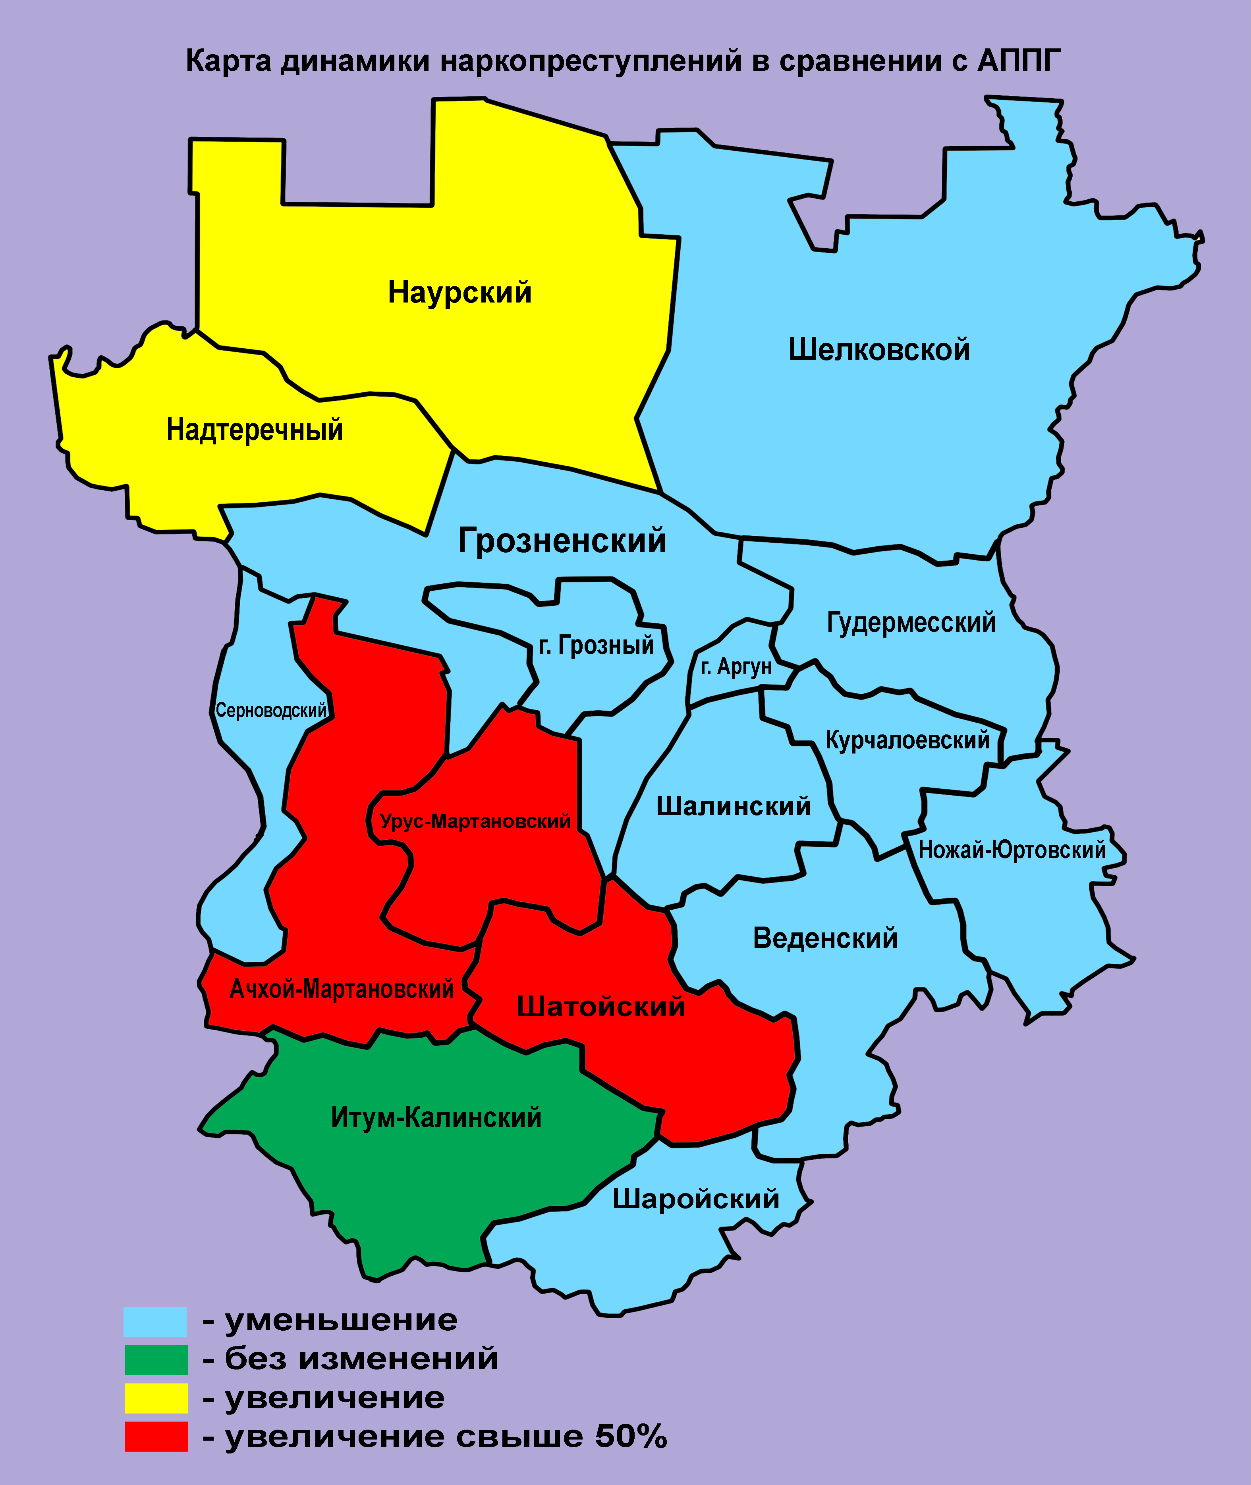 Карта динамики наркопреступлений в сравнении с АППГ
Наурский
Шелковской
Надтеречный
Грозненский
Гудермесский
г. Грозный
г. Аргун
Серноводский
Курчалоевский
Шалинский
Урус-Мартановский
Ножай-Юртовский
Веденский
Ачхой-Мартановский
Шатойский
Итум-Калинский
Шаройский
- уменьшение
- без изменений
- увеличение
- увеличение свыше 50%